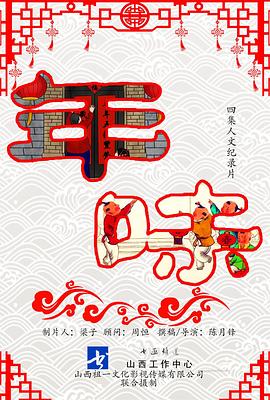 年味
四集人文纪录片
制片人：梁子 顾问：周 撰稿/导演：陈月锋
山西工作中心
山西祖一文化影视传媒有限公司
联合摄制